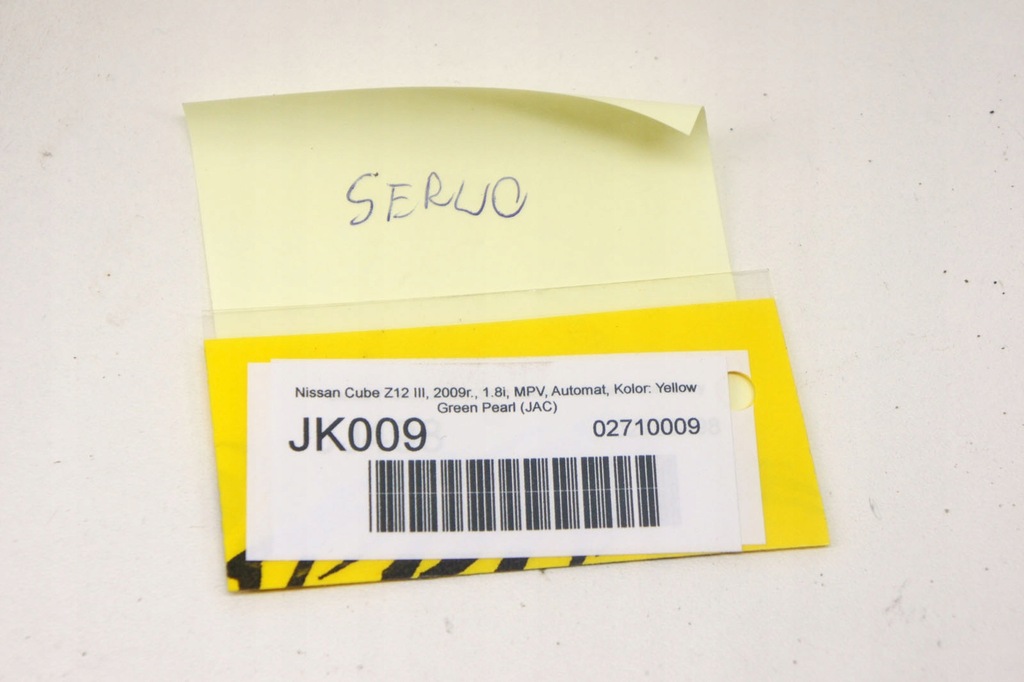 SERWO
Nissan Cube Z12 III, 2009r., 1.8i, MPV, Automat, Kolor: Yellow
Green Pearl (JAC)
JK009
02710009